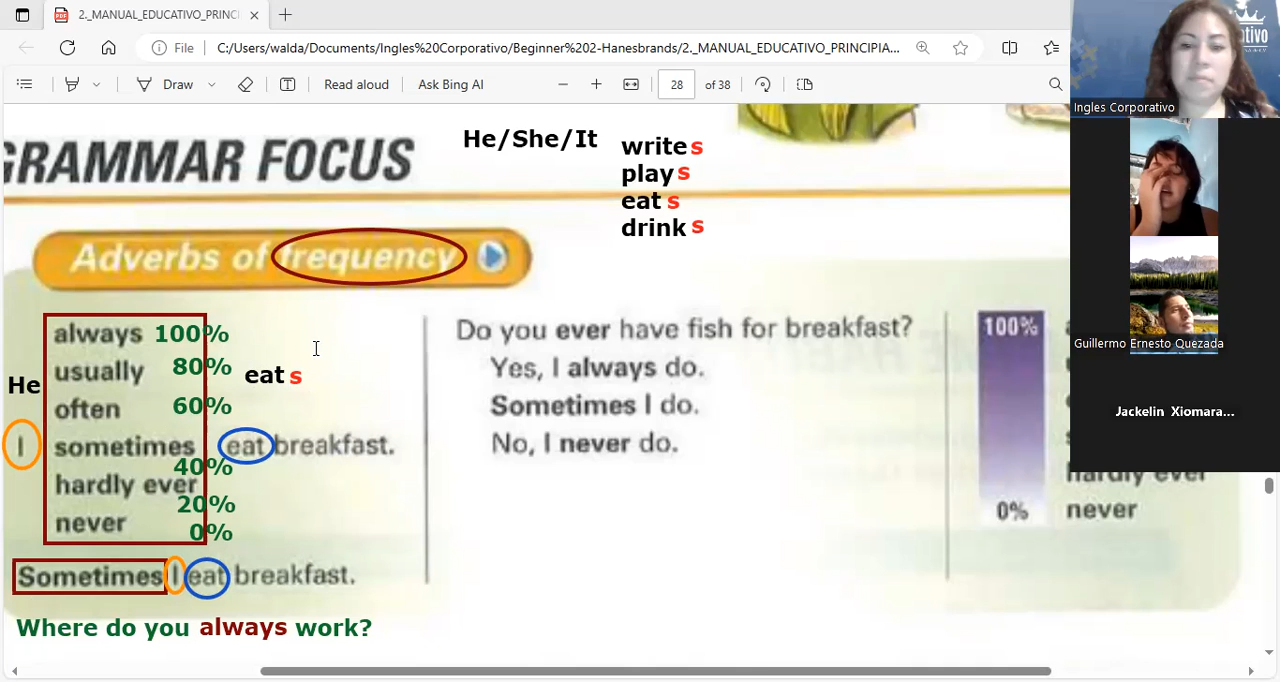 2._MANUAL_EDUCATIVO_PRINCI
File
C:/Users/walda/Documents/Ingles%20Corporativo/Beginner%202-Hanesbrands/2._MANUAL_EDUCATIVO_PRINCIPIA...
Draw
Read aloud
Ask Bing AI
28 of 38
Ingles Corporativo
Guillermo Ernesto Quezada
Jackelin Xiomara...
GRAMMAR FOCUS
He/She/It
writes
plays
eat s
drink s
Adverbs of frequency
always 100%
usually 80%
He
eat s
often 60%
I sometimes eat breakfast.
40%
hardly ever
20%
never
0%
Sometimes I eat breakfast.
Where do you always work?
Do you ever have fish for breakfast?
Yes, I always do.
Sometimes I do.
No, I never do.
100%
hardly ever
0% never